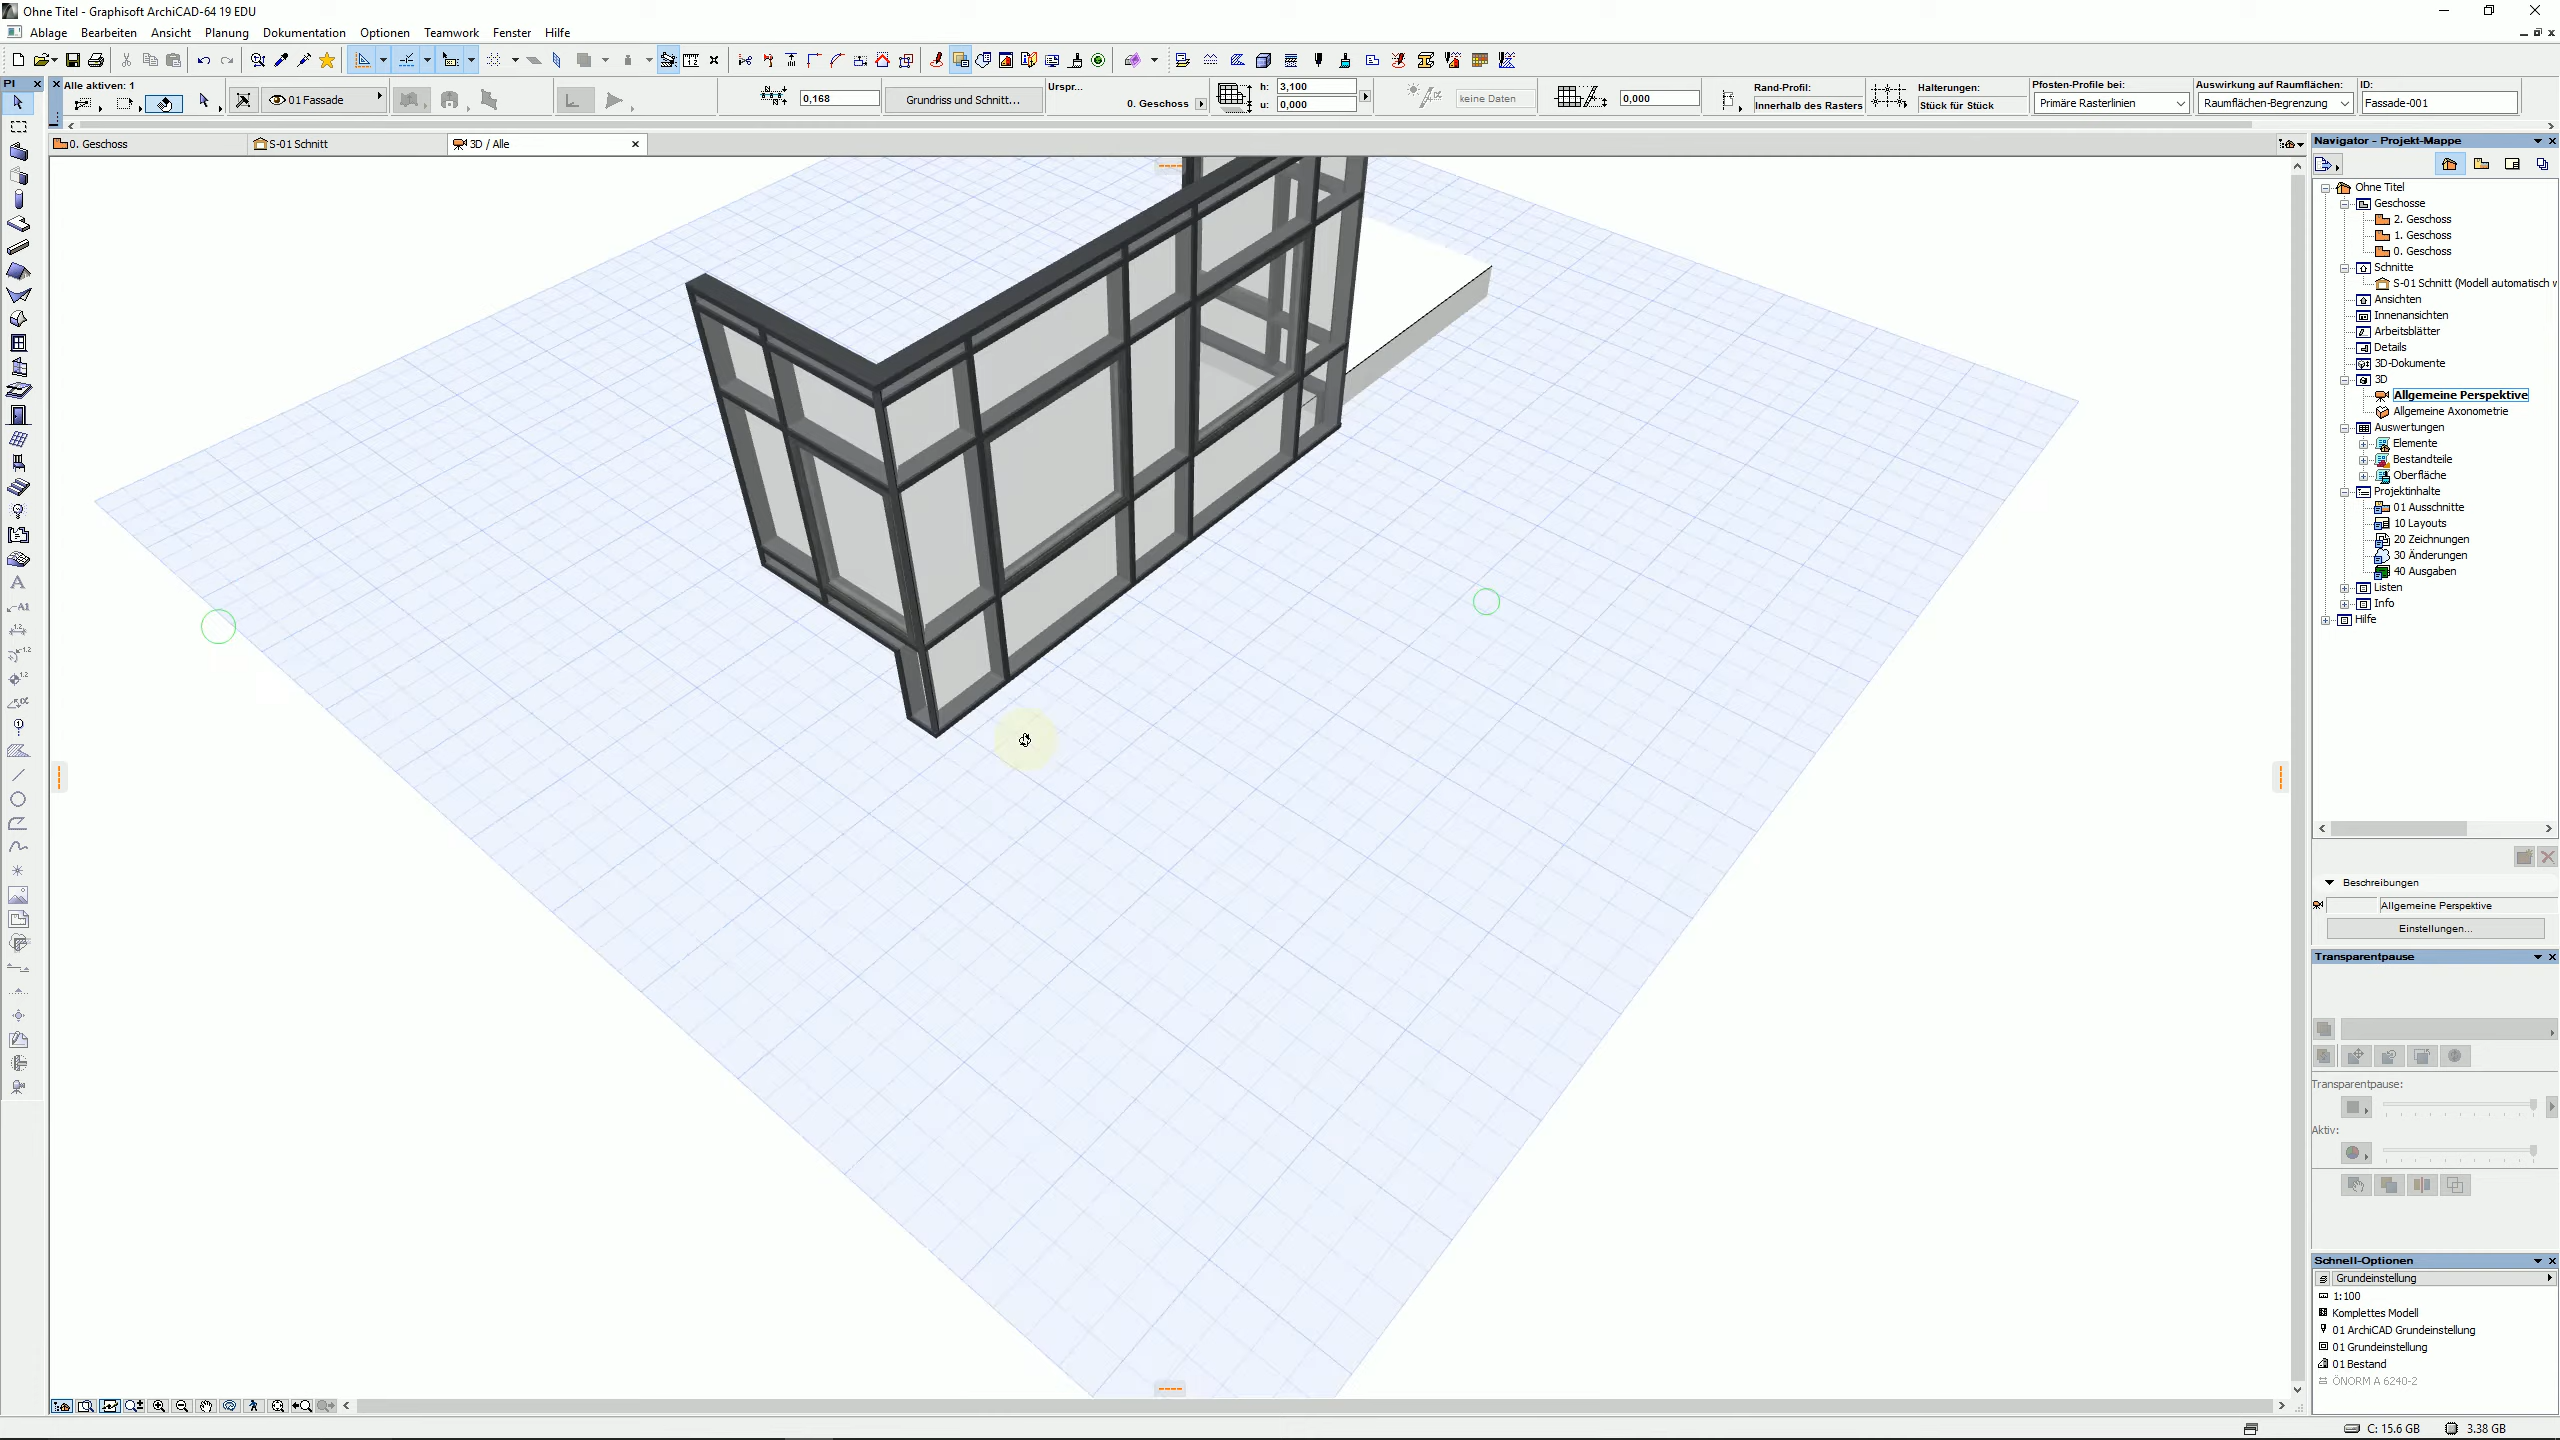 Ohne Titel - Graphisoft ArchiCAD-64 19 EDU
Ablage Bearbeiten Ansicht Planung Dokumentation Optionen Teamwork Fenster Hilfe
PI
Alle aktiven: 1
01 Fassade
0,168
Grundriss und Schnitt...
Urspr...
0. Geschoss
h: 3,100
u: 0,000
keine Daten
0,000
Rand-Profil:
Innerhalb des Rasters
Halterungen:
Stück für Stück
Pfosten-Profile bei:
Primäre Rasterlinien
Auswirkung auf Raumflächen:
Raumflächen-Begrenzung
ID:
Fassade-001
0. Geschoss
S-01 Schnitt
3D / Alle
Navigator - Projekt-Mappe
Ohne Titel
Geschosse
2. Geschoss
1. Geschoss
0. Geschoss
Schnitte
S-01 Schnitt (Modell automatisch w
Ansichten
Innenansichten
Arbeitsblätter
Details
3D-Dokumente
3D
Allgemeine Perspektive
Allgemeine Axonometrie
Auswertungen
Elemente
Bestandteile
Oberfläche
Projektinhalte
01 Ausschnitte
10 Layouts
20 Zeichnungen
30 Änderungen
40 Ausgaben
Listen
Info
Hilfe
Beschreibungen
Allgemeine Perspektive
Einstellungen...
Transparentpause
Transparentpause:
Aktiv:
Schnell-Optionen
Grundeinstellung
1:100
Komplettes Modell
01 ArchiCAD Grundeinstellung
01 Grundeinstellung
01 Bestand
ÖNORM A 6240-2
C: 15.6 GB
3.38 GB